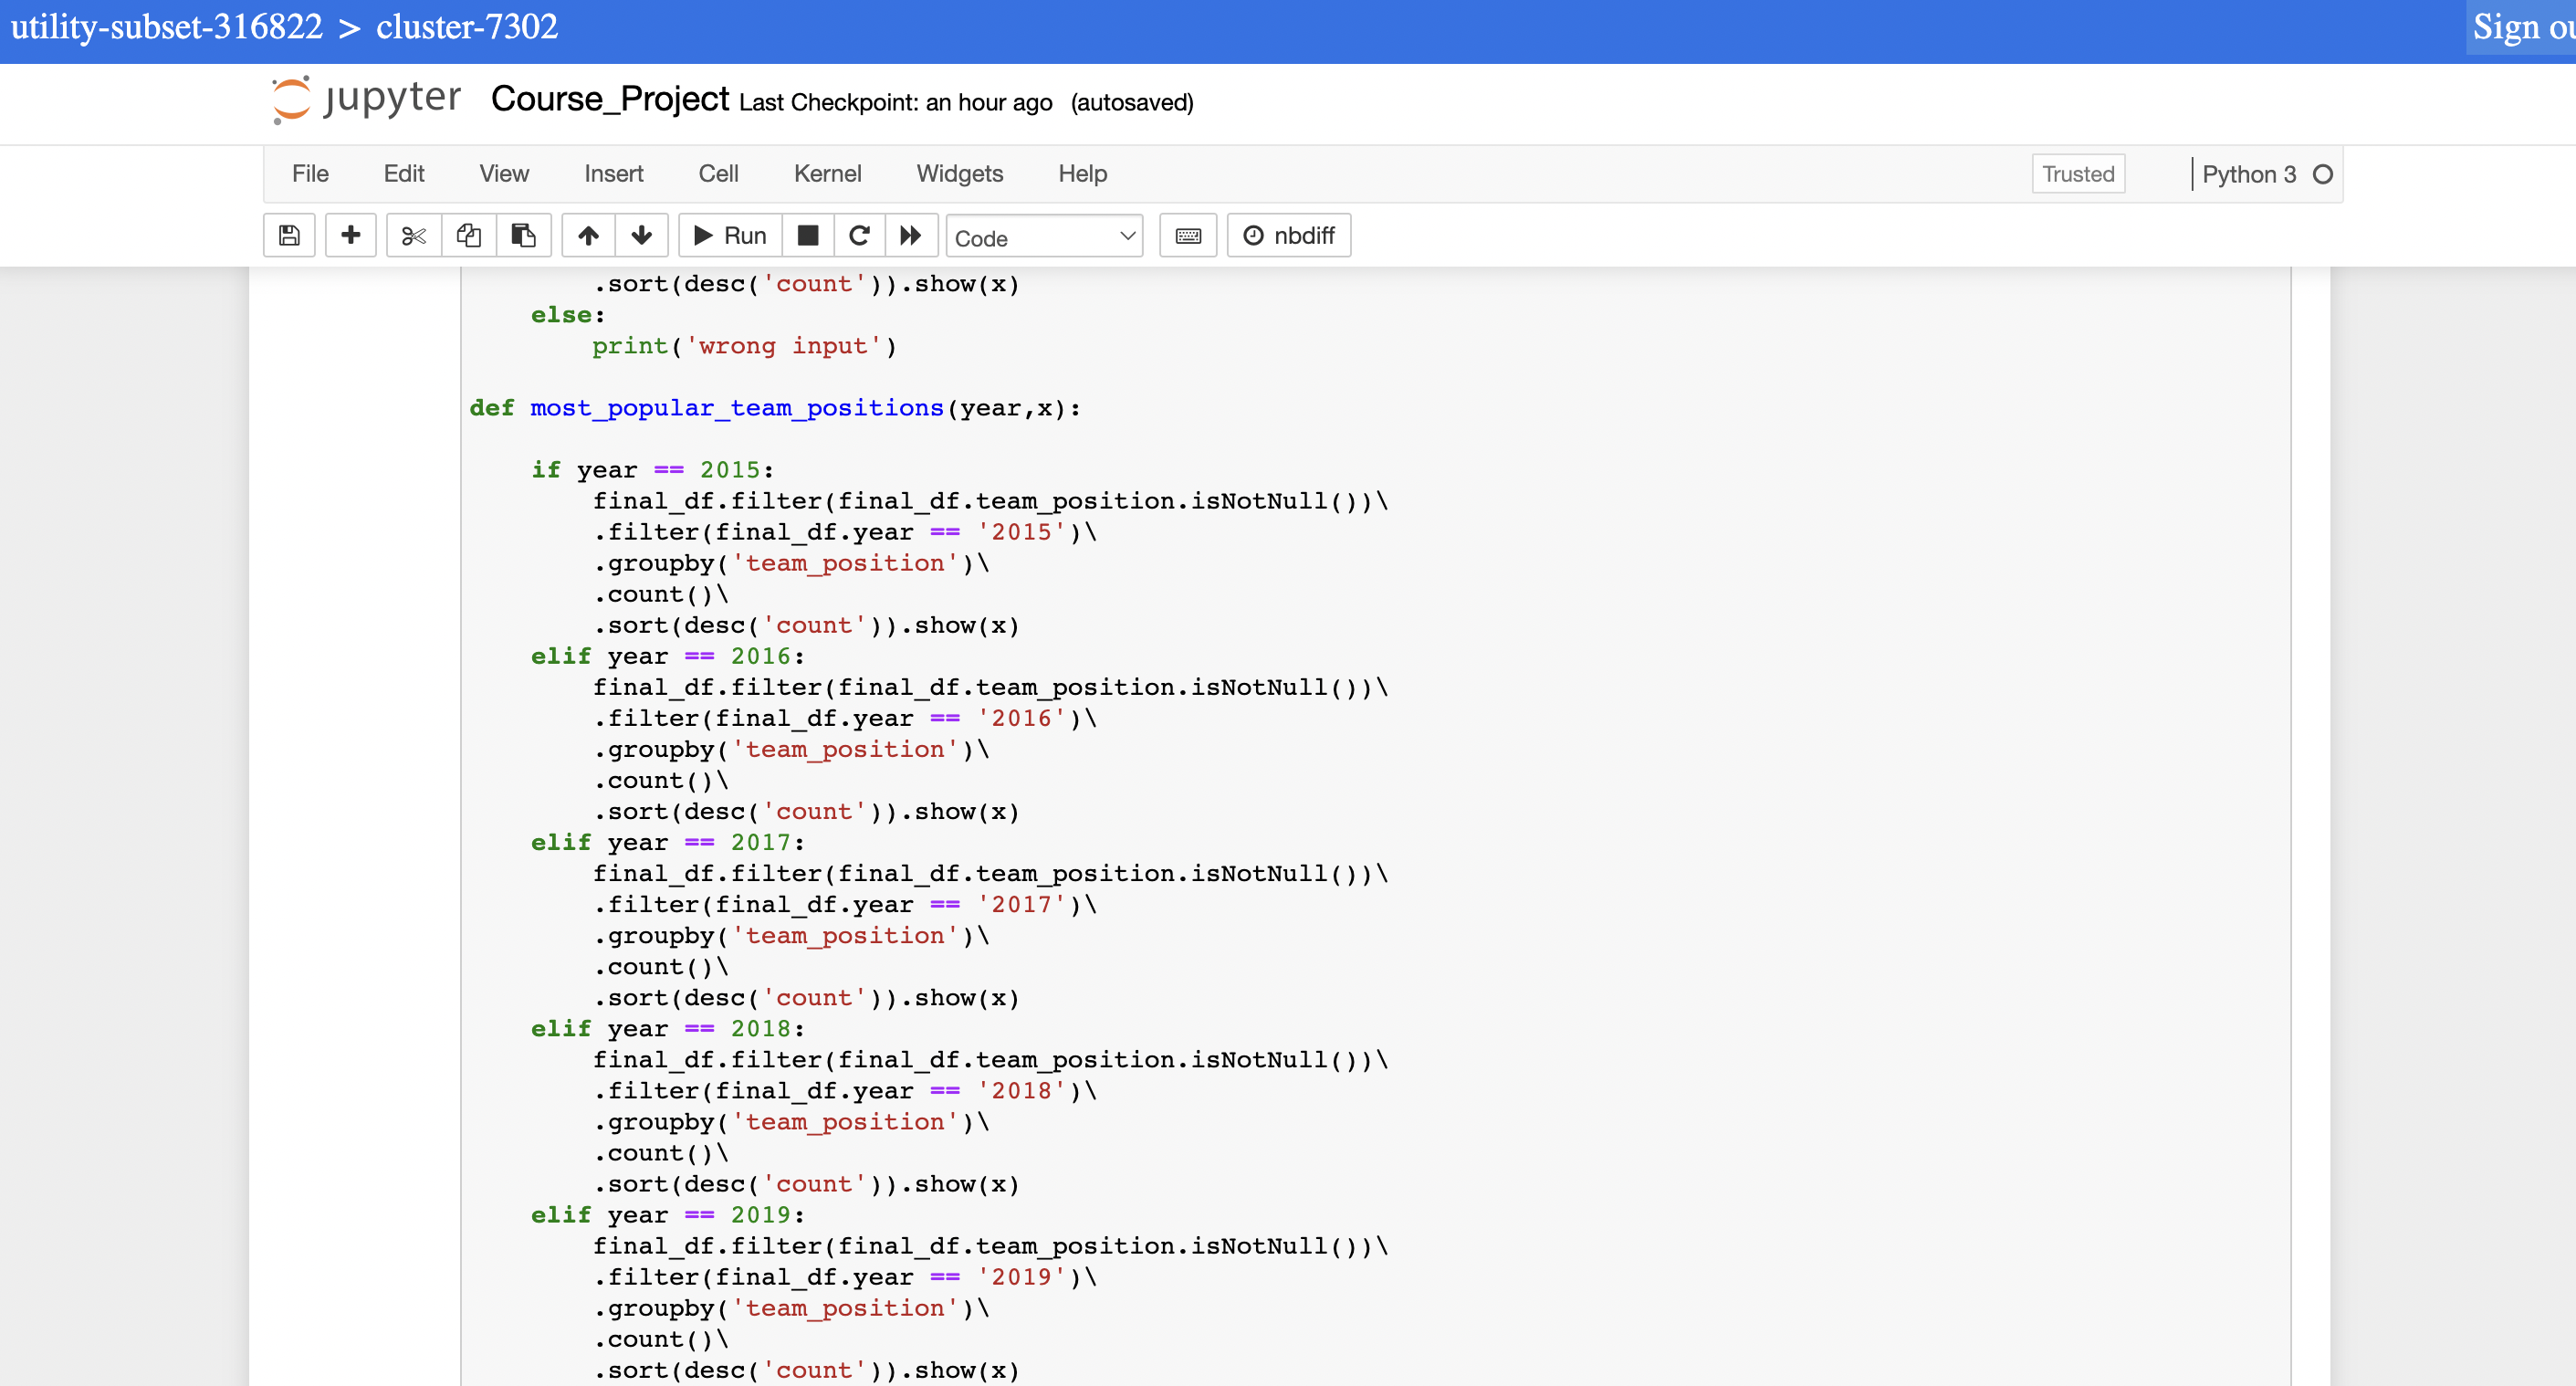 utility-subset-316822 > cluster-7302
Sign ou
jupyter Course_Project Last Checkpoint: an hour ago (autosaved)
File Edit View Insert Cell Kernel Widgets Help Trusted Python 3
Run Code nbdiff
        .sort(desc('count')).show(x)
    else:
        print('wrong input')

def most_popular_team_positions(year,x):

    if year == 2015:
        final_df.filter(final_df.team_position.isNotNull())\
        .filter(final_df.year == '2015')\
        .groupby('team_position')\
        .count()\
        .sort(desc('count')).show(x)
    elif year == 2016:
        final_df.filter(final_df.team_position.isNotNull())\
        .filter(final_df.year == '2016')\
        .groupby('team_position')\
        .count()\
        .sort(desc('count')).show(x)
    elif year == 2017:
        final_df.filter(final_df.team_position.isNotNull())\
        .filter(final_df.year == '2017')\
        .groupby('team_position')\
        .count()\
        .sort(desc('count')).show(x)
    elif year == 2018:
        final_df.filter(final_df.team_position.isNotNull())\
        .filter(final_df.year == '2018')\
        .groupby('team_position')\
        .count()\
        .sort(desc('count')).show(x)
    elif year == 2019:
        final_df.filter(final_df.team_position.isNotNull())\
        .filter(final_df.year == '2019')\
        .groupby('team_position')\
        .count()\
        .sort(desc('count')).show(x)